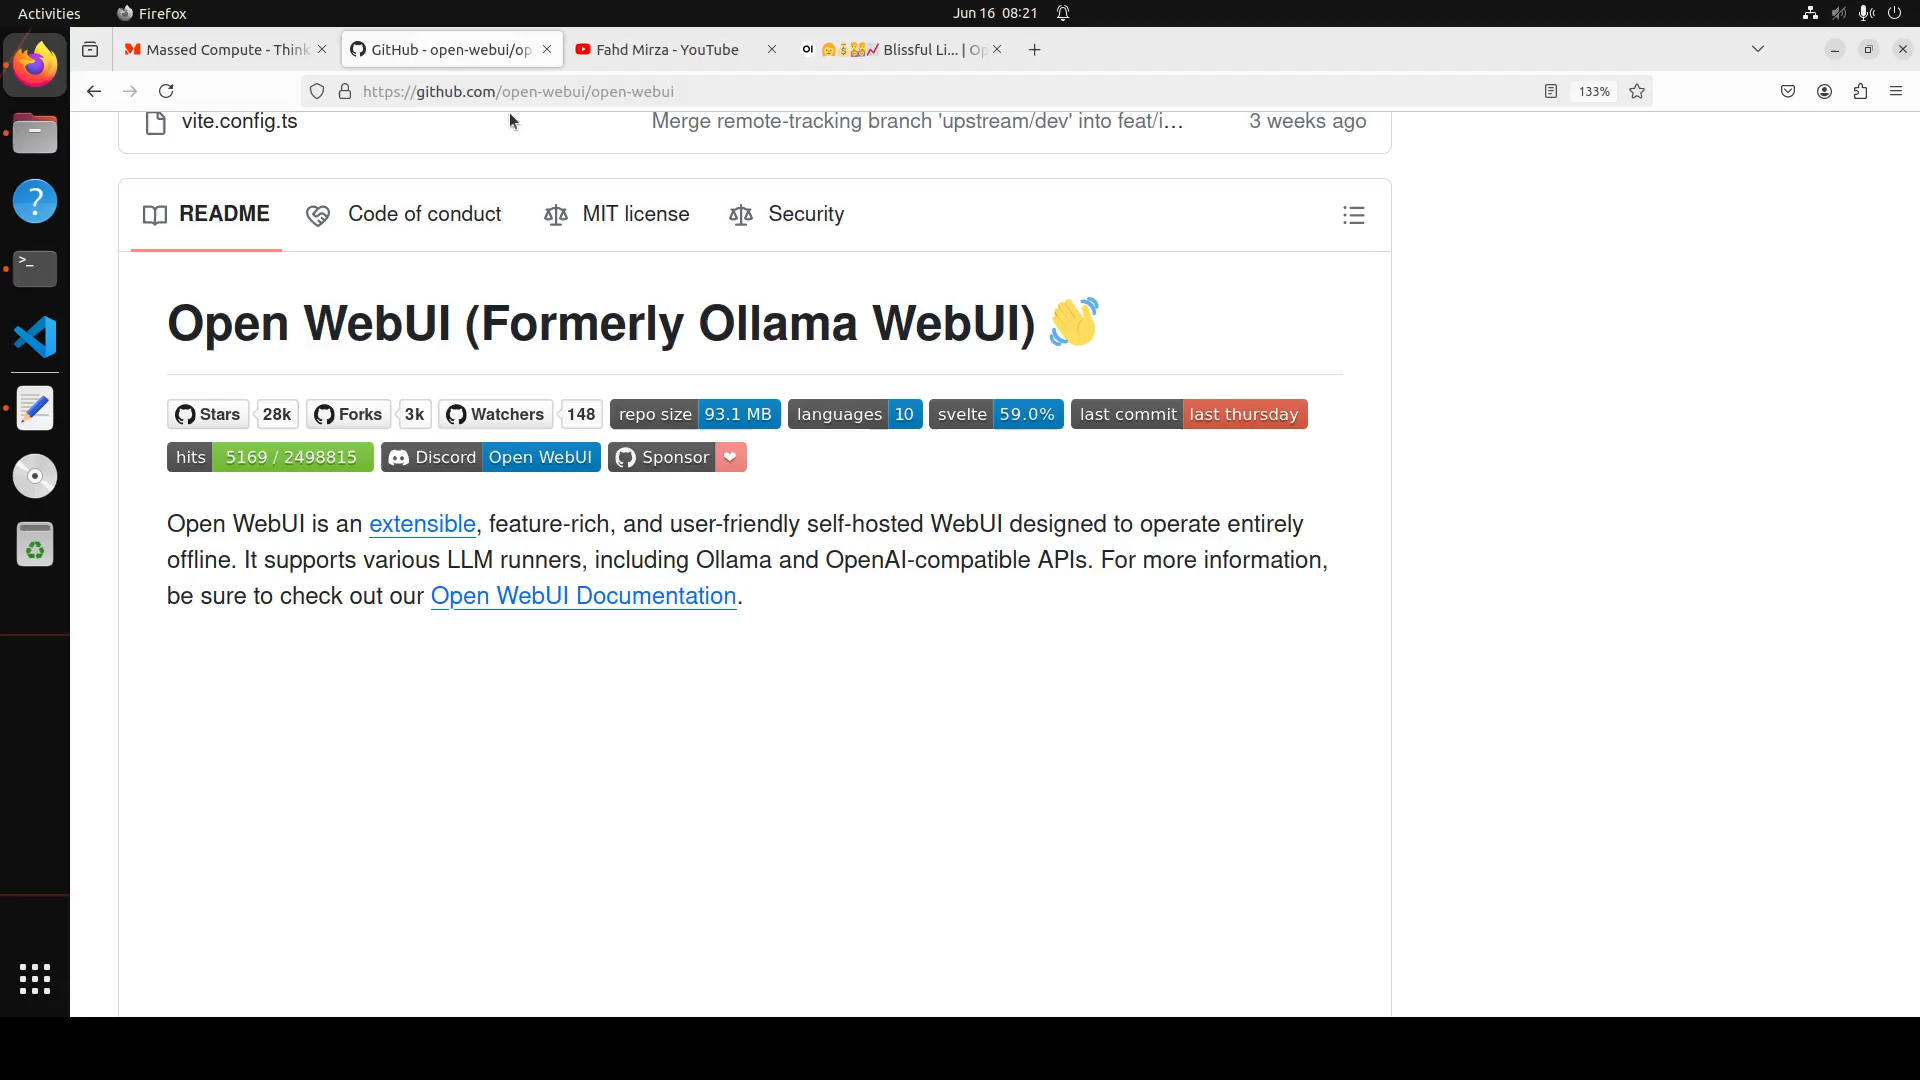 Activities
Firefox
Jun 16 08:21
Massed Compute - Think
GitHub - open-webui/op
Fahd Mirza - YouTube
OI
Blissful Li... | Op
https://github.com/open-webui/open-webui
133%
vite.config.ts
Merge remote-tracking branch 'upstream/dev' into feat/i...
3 weeks ago
README
Code of conduct
MIT license
Security
Open WebUI (Formerly Ollama WebUI) 👋
Stars 28k Forks 3k Watchers 148 repo size 93.1 MB languages 10 svelte 59.0% last commit last thursday
hits 5169 / 2498815 Discord Open WebUI Sponsor ❤
Open WebUI is an extensible, feature-rich, and user-friendly self-hosted WebUI designed to operate entirely
offline. It supports various LLM runners, including Ollama and OpenAI-compatible APIs. For more information,
be sure to check out our Open WebUI Documentation.